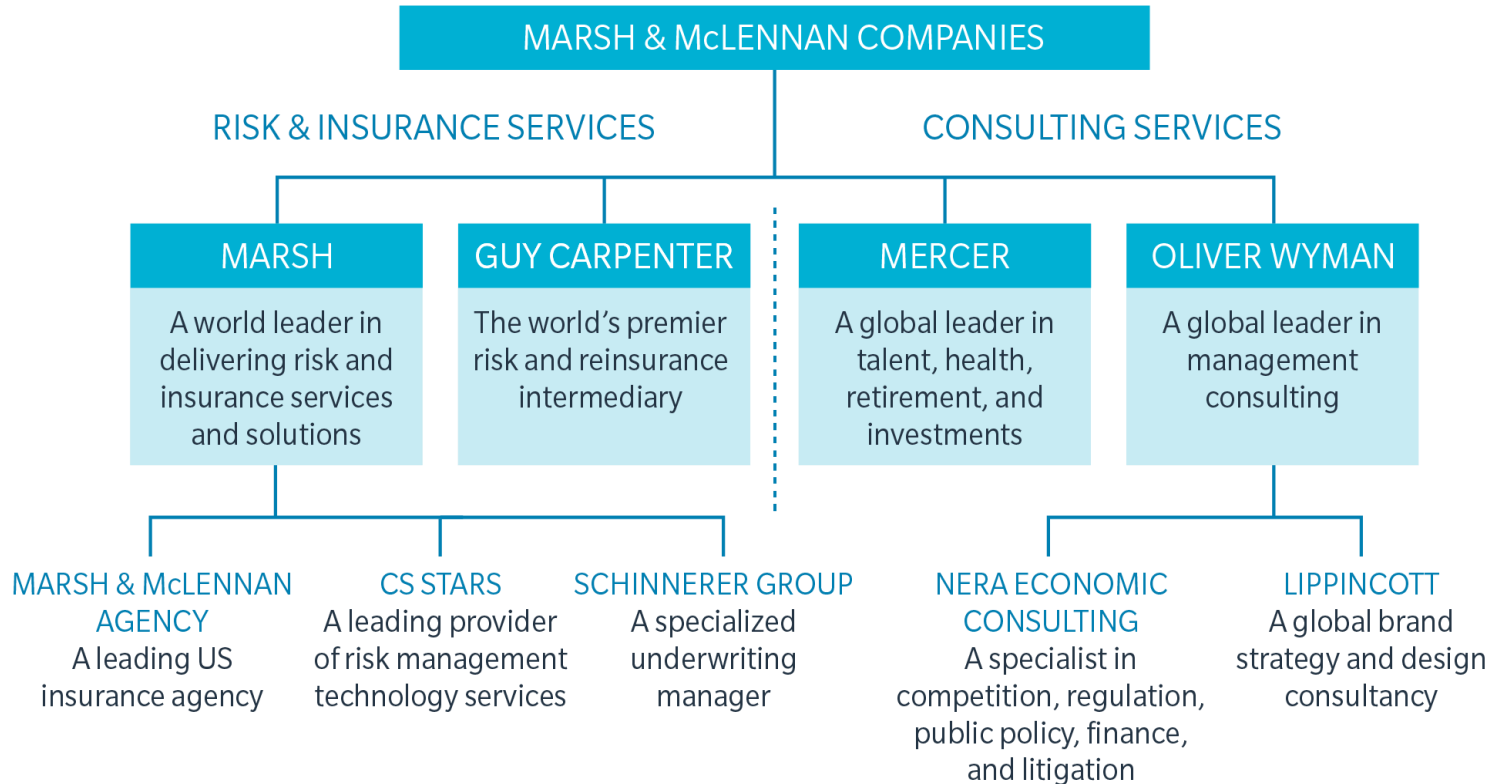 MARSH & McLENNAN COMPANIES
RISK & INSURANCE SERVICES
CONSULTING SERVICES
MARSH
A world leader in
delivering risk and
insurance services
and solutions
GUY CARPENTER
The world’s premier
risk and reinsurance
intermediary
MERCER
A global leader in
talent, health,
retirement, and
investments
OLIVER WYMAN
A global leader in
management
consulting
MARSH & McLENNAN
AGENCY
A leading US
insurance agency
CS STARS
A leading provider
of risk management
technology services
SCHINNERER GROUP
A specialized
underwriting
manager
NERA ECONOMIC
CONSULTING
A specialist in
competition, regulation,
public policy, finance,
and litigation
LIPPINCOTT
A global brand
strategy and design
consultancy